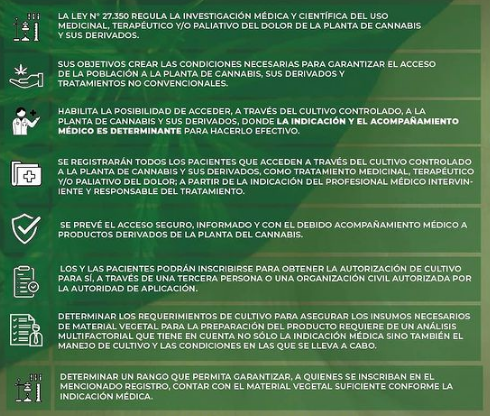 LA LEY N° 27.350 REGULA LA INVESTIGACIÓN MÉDICA Y CIENTÍFICA DEL USO
MEDICINAL, TERAPÉUTICO Y/O PALIATIVO DEL DOLOR DE LA PLANTA DE CANNABIS
Y SUS DERIVADOS.
SUS OBJETIVOS CREAR LAS CONDICIONES NECESARIAS PARA GARANTIZAR EL ACCESO
DE LA POBLACIÓN A LA PLANTA DE CANNABIS, SUS DERIVADOS Y
TRATAMIENTOS NO CONVENCIONALES.
HABILITA LA POSIBILIDAD DE ACCEDER, A TRAVÉS DEL CULTIVO CONTROLADO, A LA
PLANTA DE CANNABIS Y SUS DERIVADOS, DONDE LA INDICACIÓN Y EL ACOMPAÑAMIENTO
MÉDICO ES DETERMINANTE PARA HACERLO EFECTIVO.
SE REGISTRARÁN TODOS LOS PACIENTES QUE ACCEDEN A TRAVÉS DEL CULTIVO CONTROLADO
A LA PLANTA DE CANNABIS Y SUS DERIVADOS, COMO TRATAMIENTO MEDICINAL, TERAPÉUTICO
Y/O PALIATIVO DEL DOLOR; A PARTIR DE LA INDICACIÓN DEL PROFESIONAL MÉDICO INTERVIN-
IENTE Y RESPONSABLE DEL TRATAMIENTO.
SE PREVÉ EL ACCESO SEGURO, INFORMADO Y CON EL DEBIDO ACOMPAÑAMIENTO MÉDICO A
PRODUCTOS DERIVADOS DE LA PLANTA DEL CANNABIS.
LOS Y LAS PACIENTES PODRÁN INSCRIBIRSE PARA OBTENER LA AUTORIZACIÓN DE CULTIVO
PARA SÍ, A TRAVÉS DE UNA TERCERA PERSONA O UNA ORGANIZACIÓN CIVIL AUTORIZADA POR
LA AUTORIDAD DE APLICACIÓN.
DETERMINAR LOS REQUERIMIENTOS DE CULTIVO PARA ASEGURAR LOS INSUMOS NECESARIOS
DE MATERIAL VEGETAL PARA LA PREPARACIÓN DEL PRODUCTO REQUIERE DE UN ANÁLISIS
MULTIFACTORIAL QUE TIENE EN CUENTA NO SÓLO LA INDICACIÓN MÉDICA SINO TAMBIÉN EL
MANEJO DE CULTIVO Y LAS CONDICIONES EN LAS QUE SE LLEVA A CABO.
DETERMINAR UN RANGO QUE PERMITA GARANTIZAR, A QUIENES SE INSCRIBAN EN EL
MENCIONADO REGISTRO, CONTAR CON EL MATERIAL VEGETAL SUFICIENTE CONFORME LA
INDICACIÓN MÉDICA.